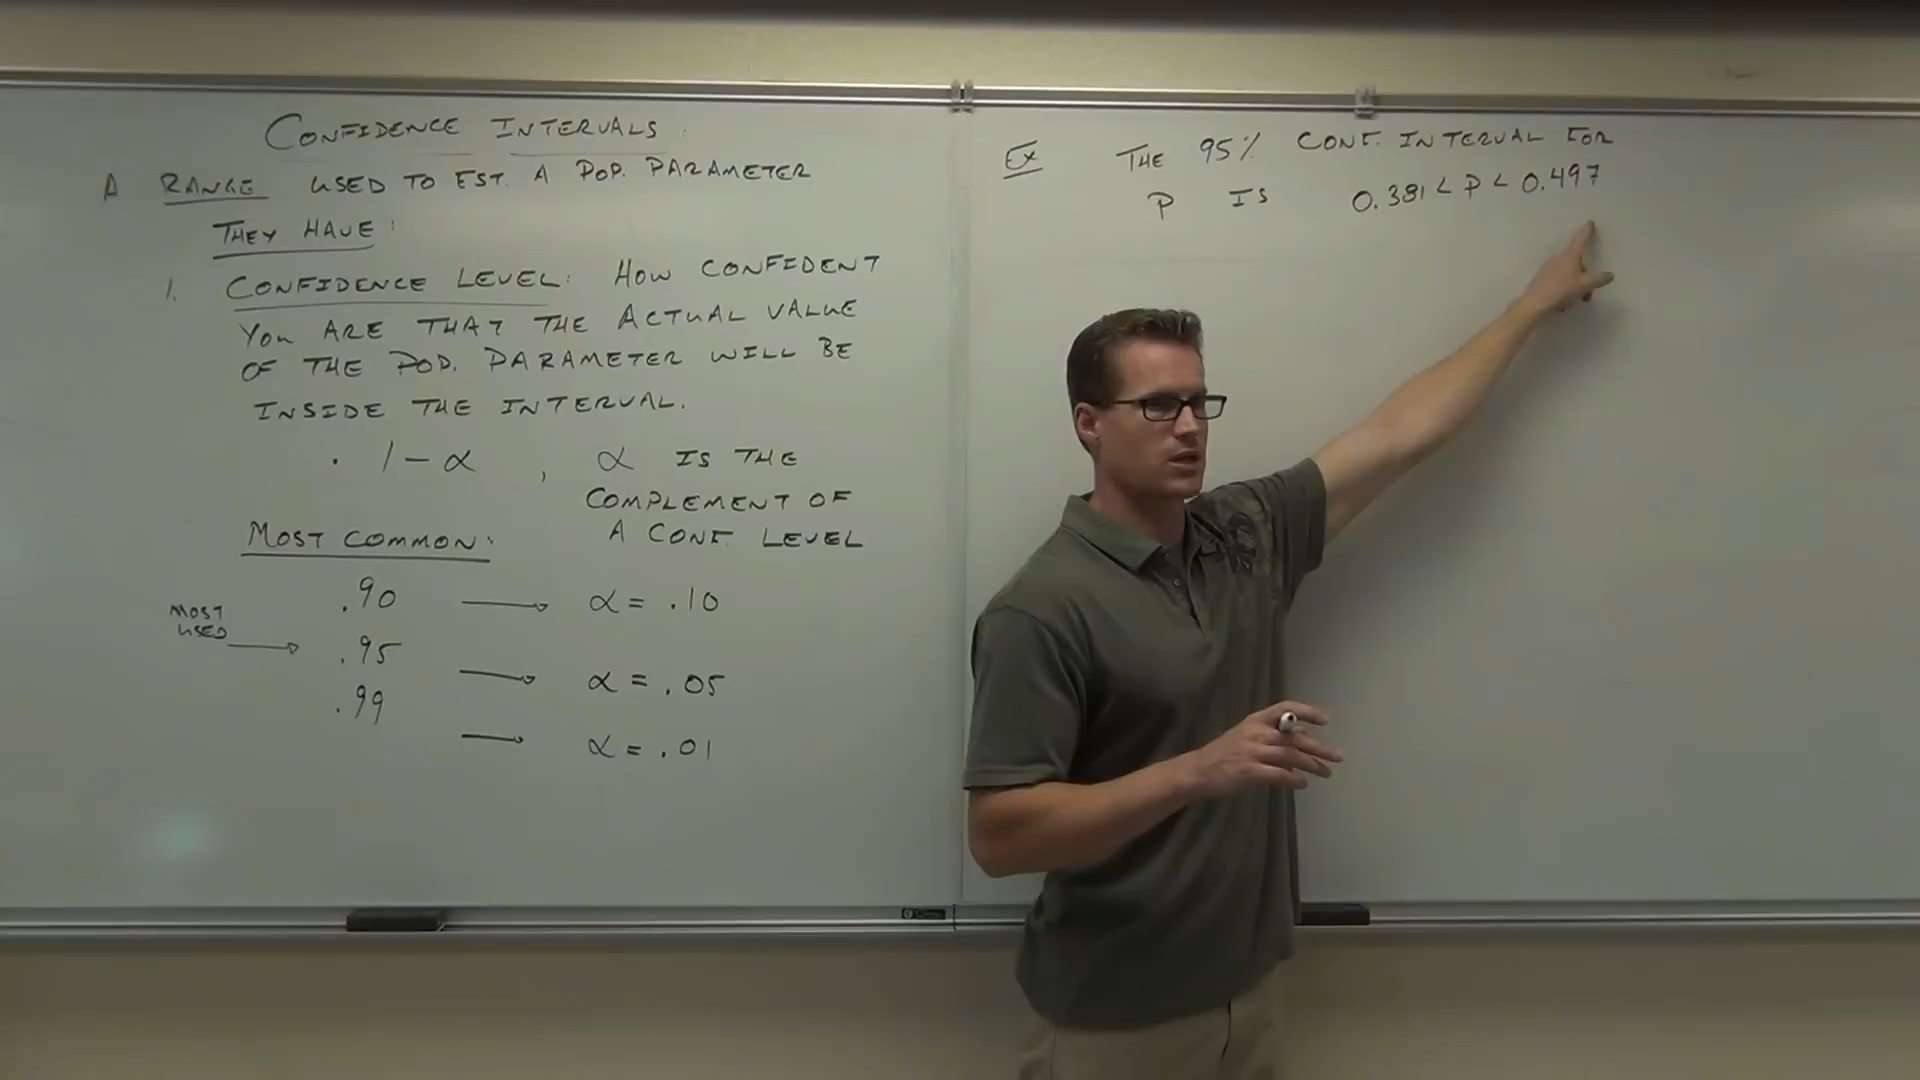 CONFIDENCE INTERVALS
A RANGE USED TO EST. A POP. PARAMETER
THEY HAVE:
1. CONFIDENCE LEVEL: HOW CONFIDENT
YOU ARE THAT THE ACTUAL VALUE
OF THE POP. PARAMETER WILL BE
INSIDE THE INTERVAL.
· 1 - α , α IS THE
COMPLEMENT OF
A CONF LEVEL
MOST COMMON:
.90 → α = .10
MOST
USED → .95 → α = .05
.99 → α = .01
EX THE 95% CONF. INTERVAL FOR
P IS 0.381 < P < 0.497